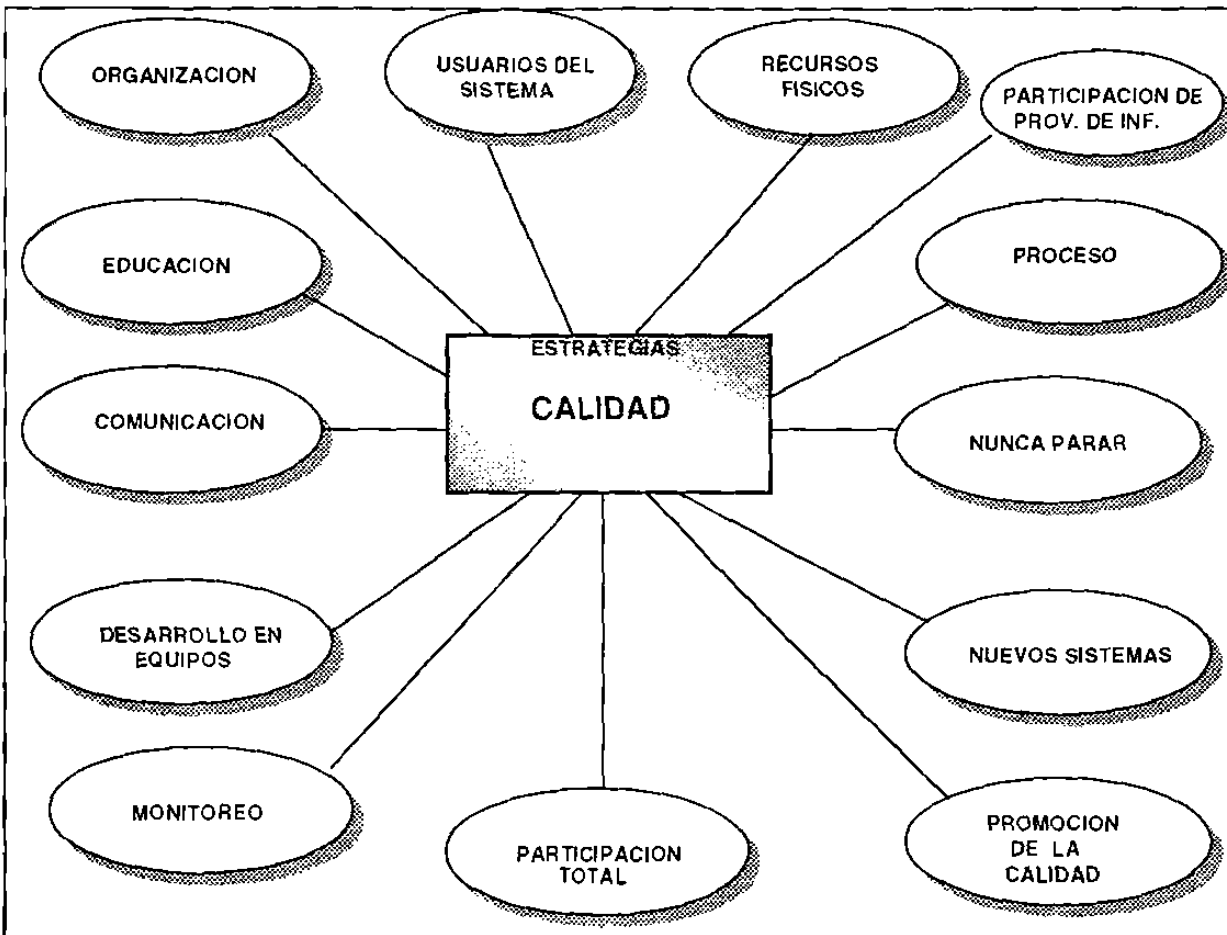 ORGANIZACION
USUARIOS DEL
SISTEMA
RECURSOS
FISICOS
PARTICIPACION DE
PROV. DE INF.
EDUCACION
PROCESO
ESTRATEGIAS
CALIDAD
COMUNICACION
NUNCA PARAR
DESARROLLO EN
EQUIPOS
NUEVOS SISTEMAS
MONITOREO
PARTICIPACION
TOTAL
PROMOCION
DE LA
CALIDAD